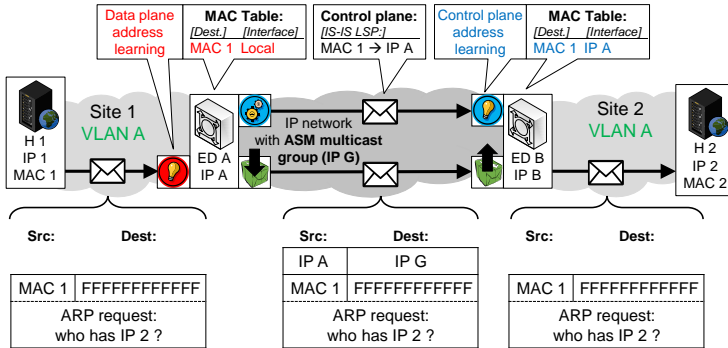 Data plane
address
learning
MAC Table:
[Dest.] [Interface]
MAC 1 Local
Control plane:
[IS-IS LSP:]
MAC 1 → IP A
Control plane
address
learning
MAC Table:
[Dest.] [Interface]
MAC 1 IP A
H 1
IP 1
MAC 1
Site 1
VLAN A
ED A
IP A
IP network
with ASM multicast
group (IP G)
ED B
IP B
Site 2
VLAN A
H 2
IP 2
MAC 2
Src: Dest:
MAC 1 FFFFFFFFFFFF
ARP request:
who has IP 2 ?
Src: Dest:
IP A IP G
MAC 1 FFFFFFFFFFFF
ARP request:
who has IP 2 ?
Src: Dest:
MAC 1 FFFFFFFFFFFF
ARP request:
who has IP 2 ?